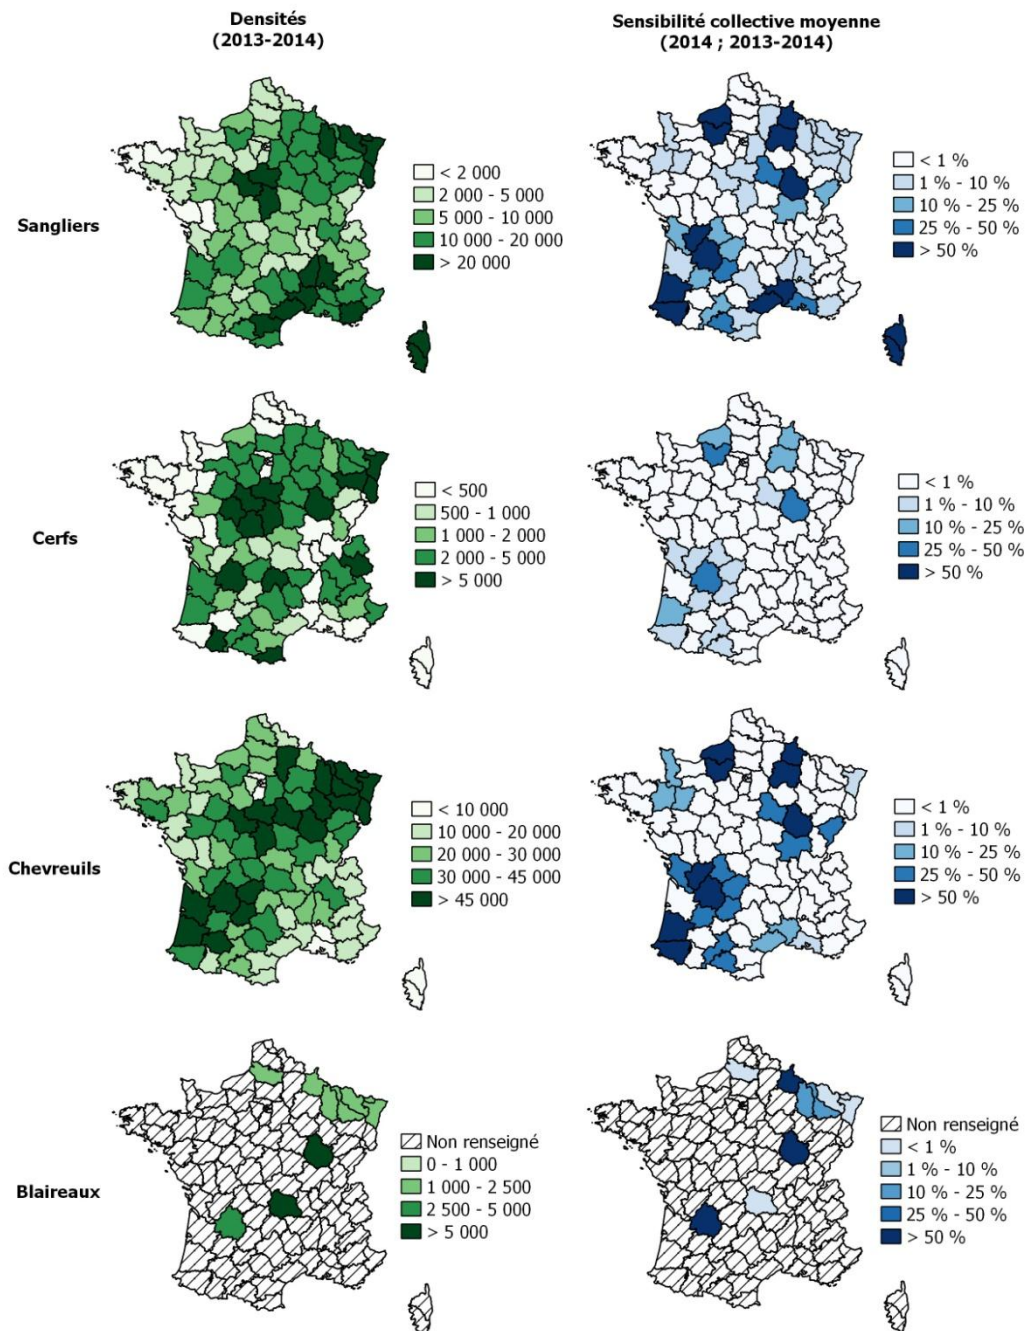 Densités
(2013-2014)
Sensibilité collective moyenne
(2014 ; 2013-2014)
Sangliers
< 2 000
2 000 - 5 000
5 000 - 10 000
10 000 - 20 000
> 20 000
< 1 %
1 % - 10 %
10 % - 25 %
25 % - 50 %
> 50 %
Cerfs
< 500
500 - 1 000
1 000 - 2 000
2 000 - 5 000
> 5 000
< 1 %
1 % - 10 %
10 % - 25 %
25 % - 50 %
> 50 %
Chevreuils
< 10 000
10 000 - 20 000
20 000 - 30 000
30 000 - 45 000
> 45 000
< 1 %
1 % - 10 %
10 % - 25 %
25 % - 50 %
> 50 %
Blaireaux
Non renseigné
0 - 1 000
1 000 - 2 500
2 500 - 5 000
> 5 000
Non renseigné
< 1 %
1 % - 10 %
10 % - 25 %
25 % - 50 %
> 50 %